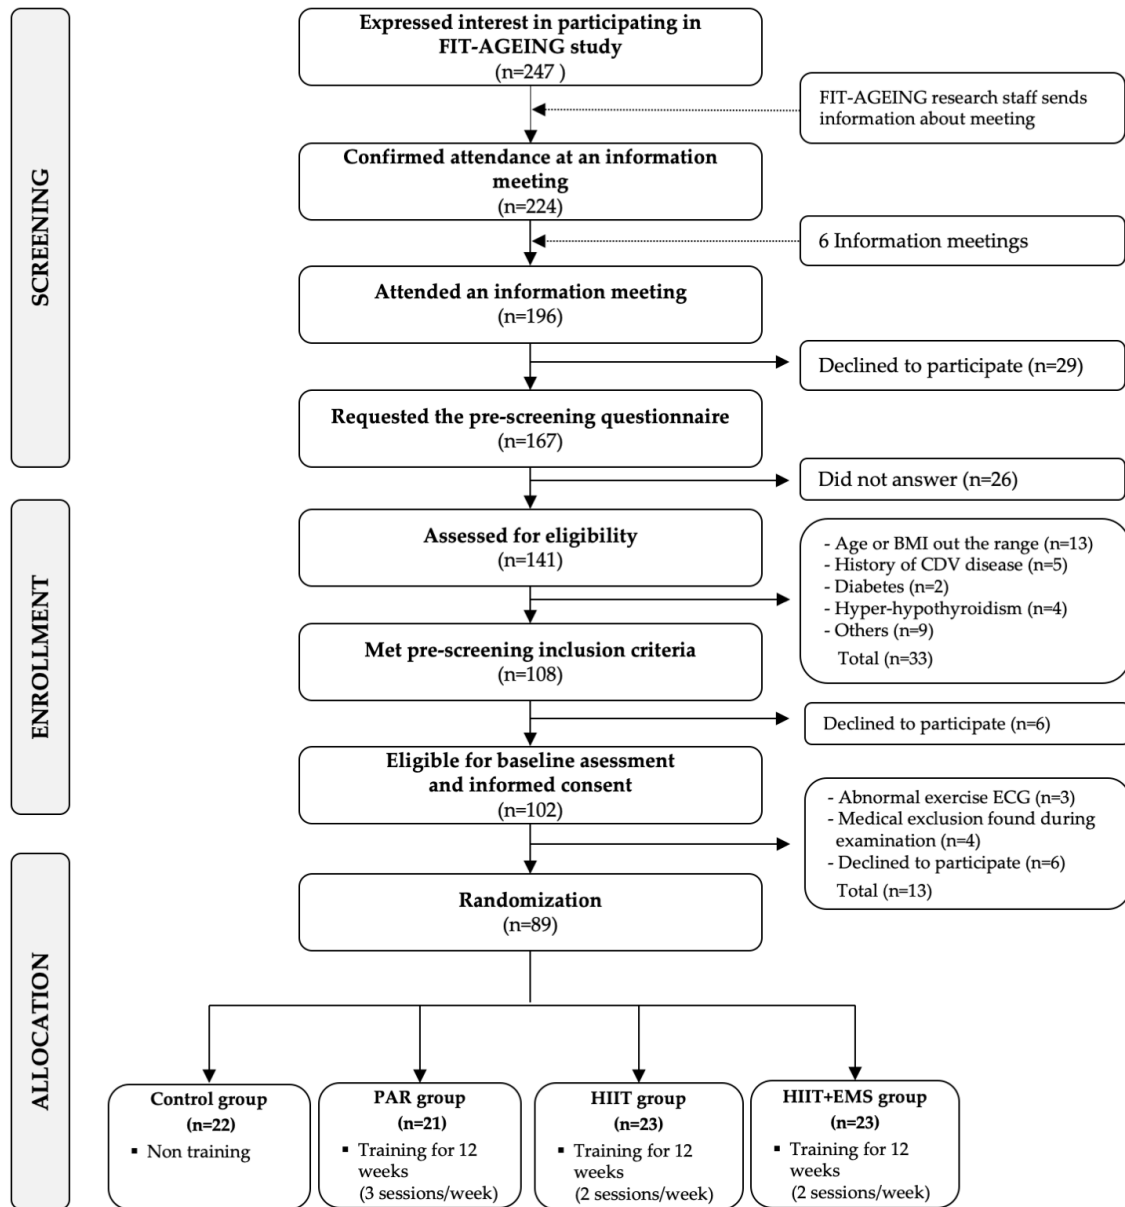 SCREENING
Expressed interest in participating in
FIT-AGEING study
(n=247 )
FIT-AGEING research staff sends
information about meeting
Confirmed attendance at an information
meeting
(n=224)
6 Information meetings
Attended an information meeting
(n=196)
Declined to participate (n=29)
Requested the pre-screening questionnaire
(n=167)
Did not answer (n=26)
ENROLLMENT
Assessed for eligibility
(n=141)
- Age or BMI out the range (n=13)
- History of CDV disease (n=5)
- Diabetes (n=2)
- Hyper-hypothyroidism (n=4)
- Others (n=9)
Total (n=33)
Met pre-screening inclusion criteria
(n=108)
Declined to participate (n=6)
Eligible for baseline asessment
and informed consent
(n=102)
- Abnormal exercise ECG (n=3)
- Medical exclusion found during
examination (n=4)
- Declined to participate (n=6)
Total (n=13)
ALLOCATION
Randomization
(n=89)
Control group
(n=22)
▪ Non training
PAR group
(n=21)
▪ Training for 12
weeks
(3 sessions/week)
HIIT group
(n=23)
▪ Training for 12
weeks
(2 sessions/week)
HIIT+EMS group
(n=23)
▪ Training for 12
weeks
(2 sessions/week)